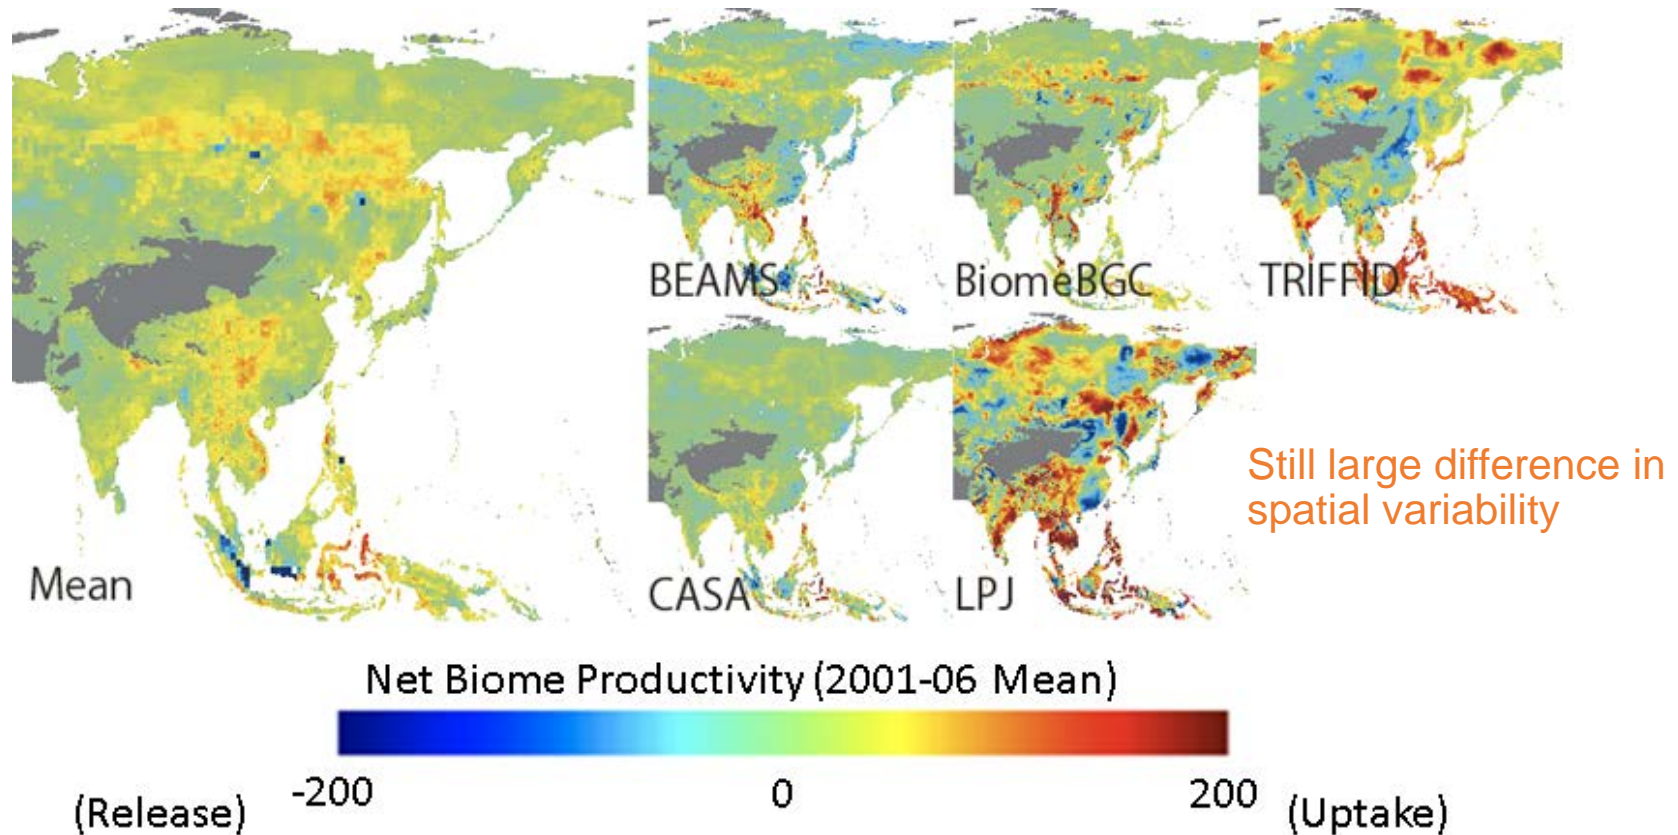 Mean
BEAMS
BiomeBGC
TRIFFID
CASA
LPJ
Still large difference in
spatial variability
Net Biome Productivity (2001-06 Mean)
-200
0
200
(Release)
(Uptake)